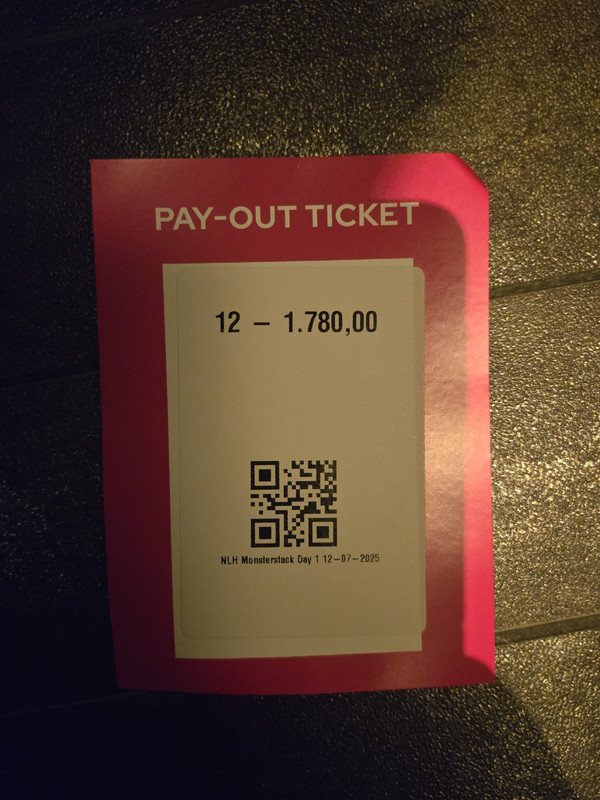 PAY-OUT TICKET
12 – 1.780,00
NLH Monsterstack Day 1 12-07-2025